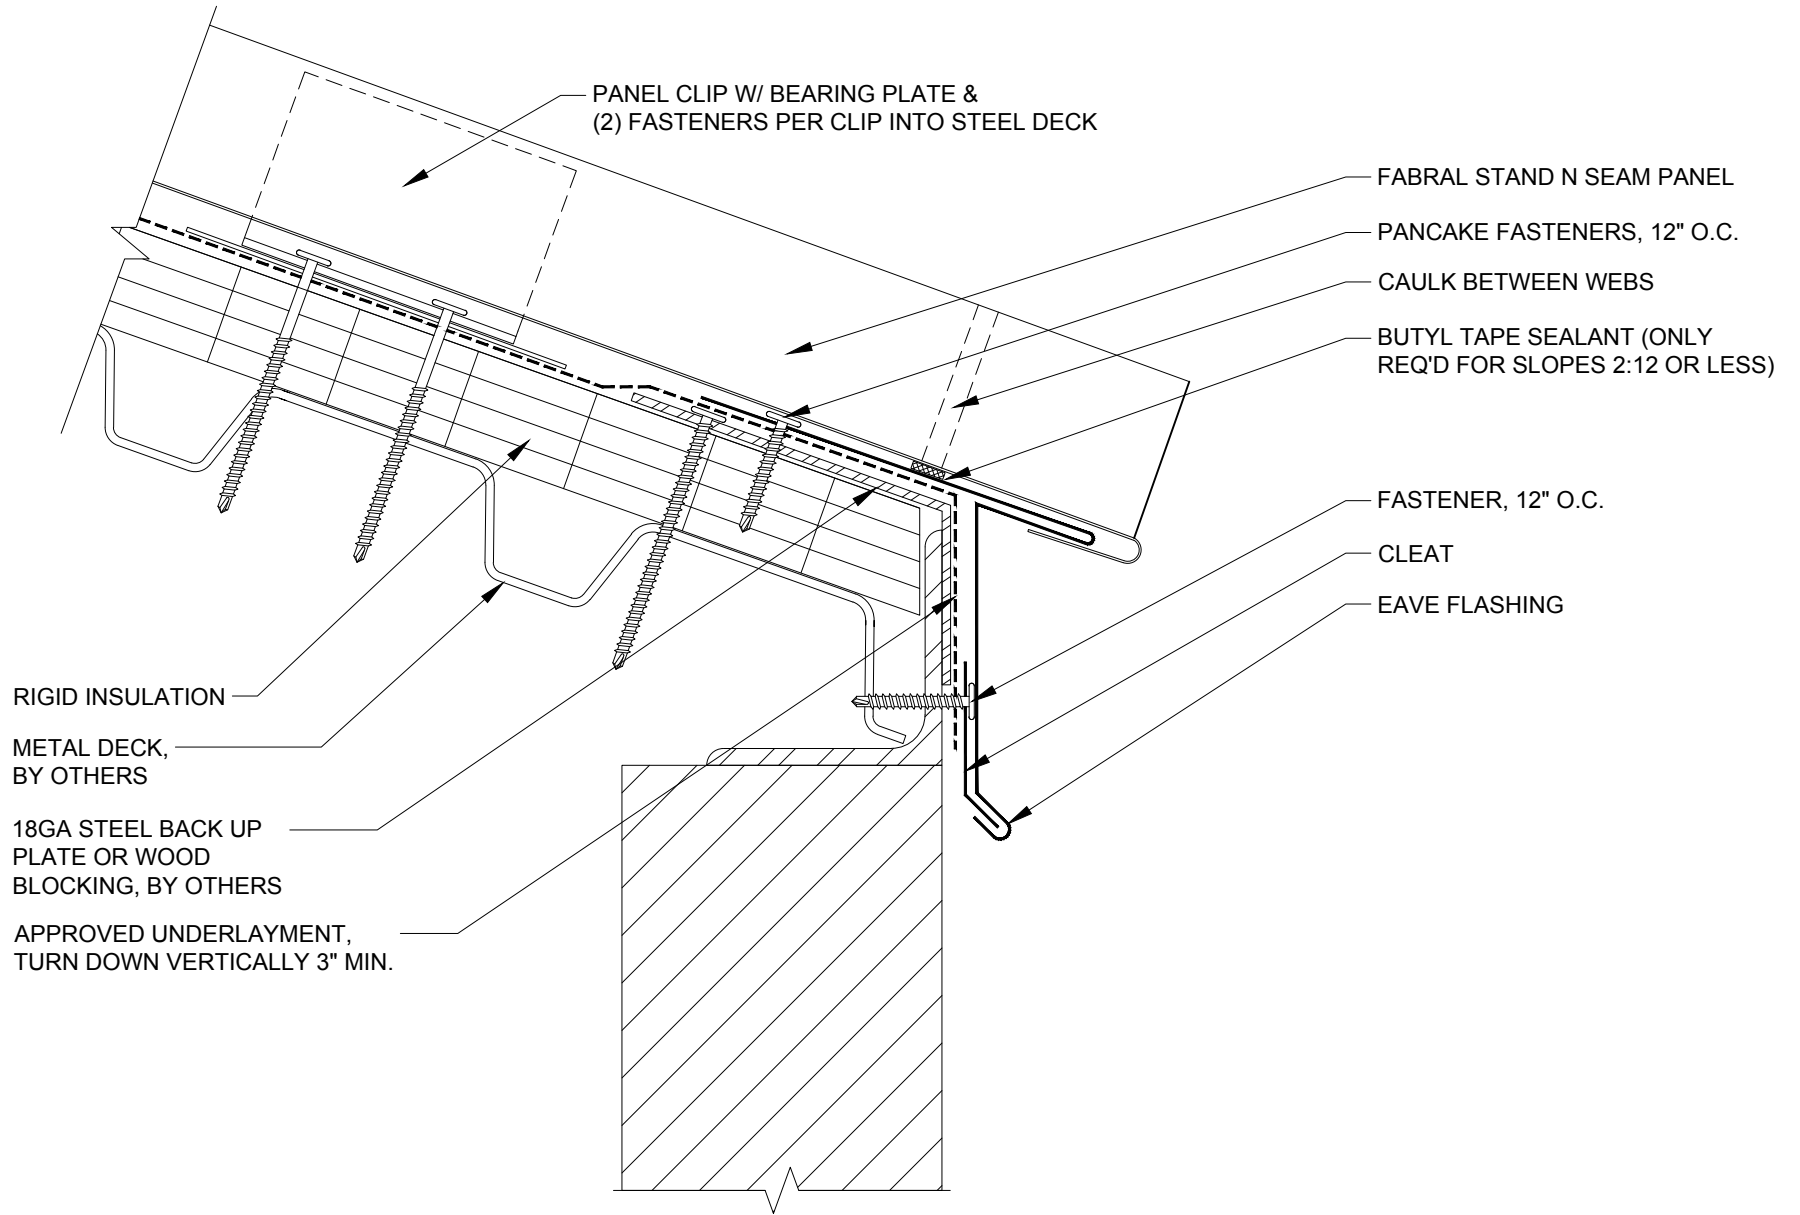 PANEL CLIP W/ BEARING PLATE &
(2) FASTENERS PER CLIP INTO STEEL DECK
FABRAL STAND N SEAM PANEL
PANCAKE FASTENERS, 12" O.C.
CAULK BETWEEN WEBS
BUTYL TAPE SEALANT (ONLY
REQ'D FOR SLOPES 2:12 OR LESS)
FASTENER, 12" O.C.
CLEAT
EAVE FLASHING
RIGID INSULATION
METAL DECK,
BY OTHERS
18GA STEEL BACK UP
PLATE OR WOOD
BLOCKING, BY OTHERS
APPROVED UNDERLAYMENT,
TURN DOWN VERTICALLY 3" MIN.